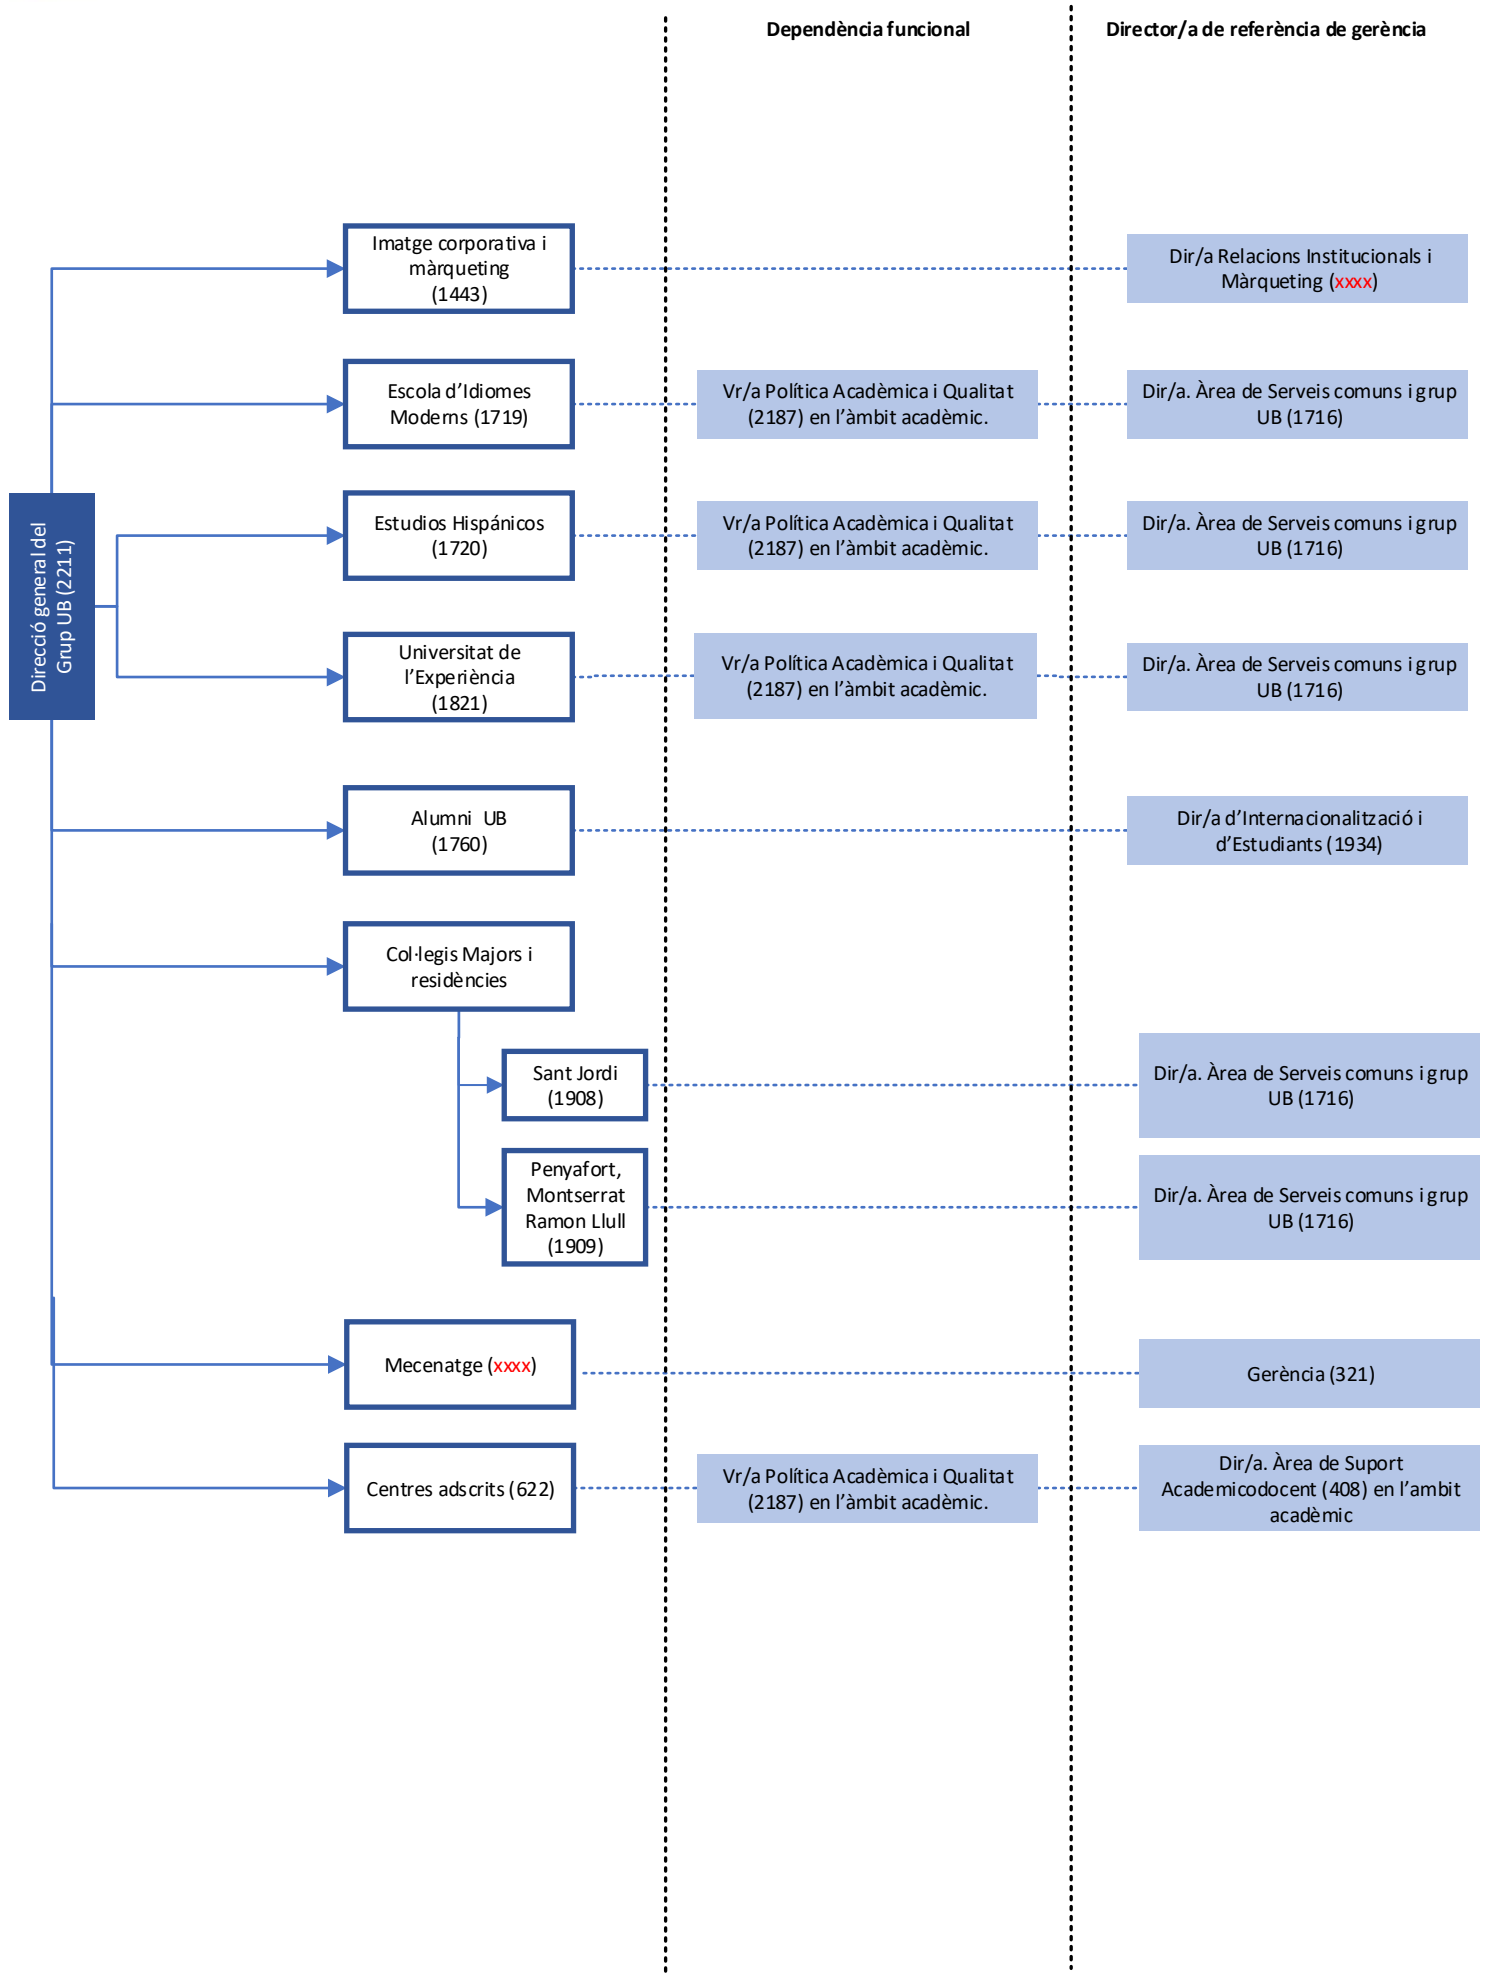 Dependència funcional
Director/a de referència de gerència
Imatge corporativa i
màrqueting
(1443)
Dir/a Relacions Institucionals i
Màrqueting (xxxx)
Escola d’Idiomes
Moderns (1719)
Vr/a Política Acadèmica i Qualitat
(2187) en l’àmbit acadèmic.
Dir/a. Àrea de Serveis comuns i grup
UB (1716)
Direcció general del
Grup UB (2211)
Estudios Hispánicos
(1720)
Vr/a Política Acadèmica i Qualitat
(2187) en l’àmbit acadèmic.
Dir/a. Àrea de Serveis comuns i grup
UB (1716)
Universitat de
l’Experiència
(1821)
Vr/a Política Acadèmica i Qualitat
(2187) en l’àmbit acadèmic.
Dir/a. Àrea de Serveis comuns i grup
UB (1716)
Alumni UB
(1760)
Dir/a d’Internacionalització i
d’Estudiants (1934)
Col·legis Majors i
residències
Sant Jordi
(1908)
Dir/a. Àrea de Serveis comuns i grup
UB (1716)
Penyafort,
Montserrat
Ramon Llull
(1909)
Dir/a. Àrea de Serveis comuns i grup
UB (1716)
Mecenatge (xxxx)
Gerència (321)
Centres adscrits (622)
Vr/a Política Acadèmica i Qualitat
(2187) en l’àmbit acadèmic.
Dir/a. Àrea de Suport
Academicodocent (408) en l’ambit
acadèmic